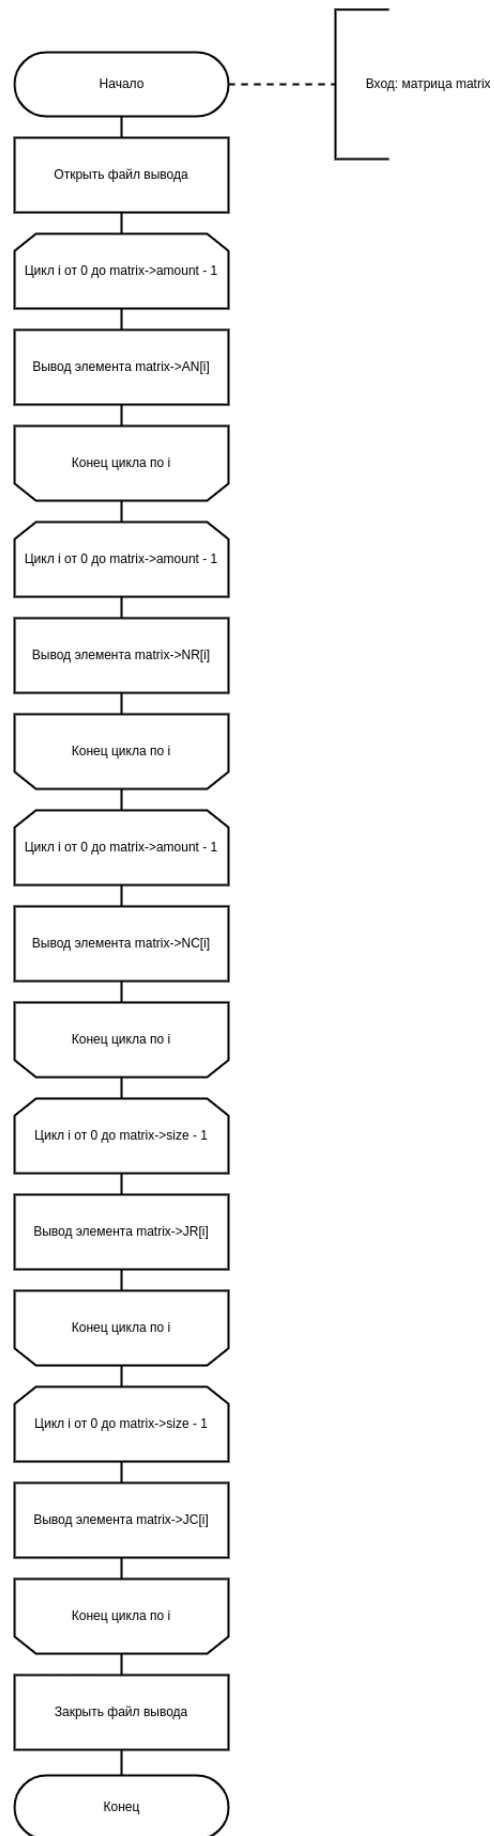 Начало
Вход: матрица matrix
Открыть файл вывода
Цикл i от 0 до matrix->amount - 1
Вывод элемента matrix->AN[i]
Конец цикла по i
Цикл i от 0 до matrix->amount - 1
Вывод элемента matrix->NR[i]
Конец цикла по i
Цикл i от 0 до matrix->amount - 1
Вывод элемента matrix->NC[i]
Конец цикла по i
Цикл i от 0 до matrix->size - 1
Вывод элемента matrix->JR[i]
Конец цикла по i
Цикл i от 0 до matrix->size - 1
Вывод элемента matrix->JC[i]
Конец цикла по i
Закрыть файл вывода
Конец